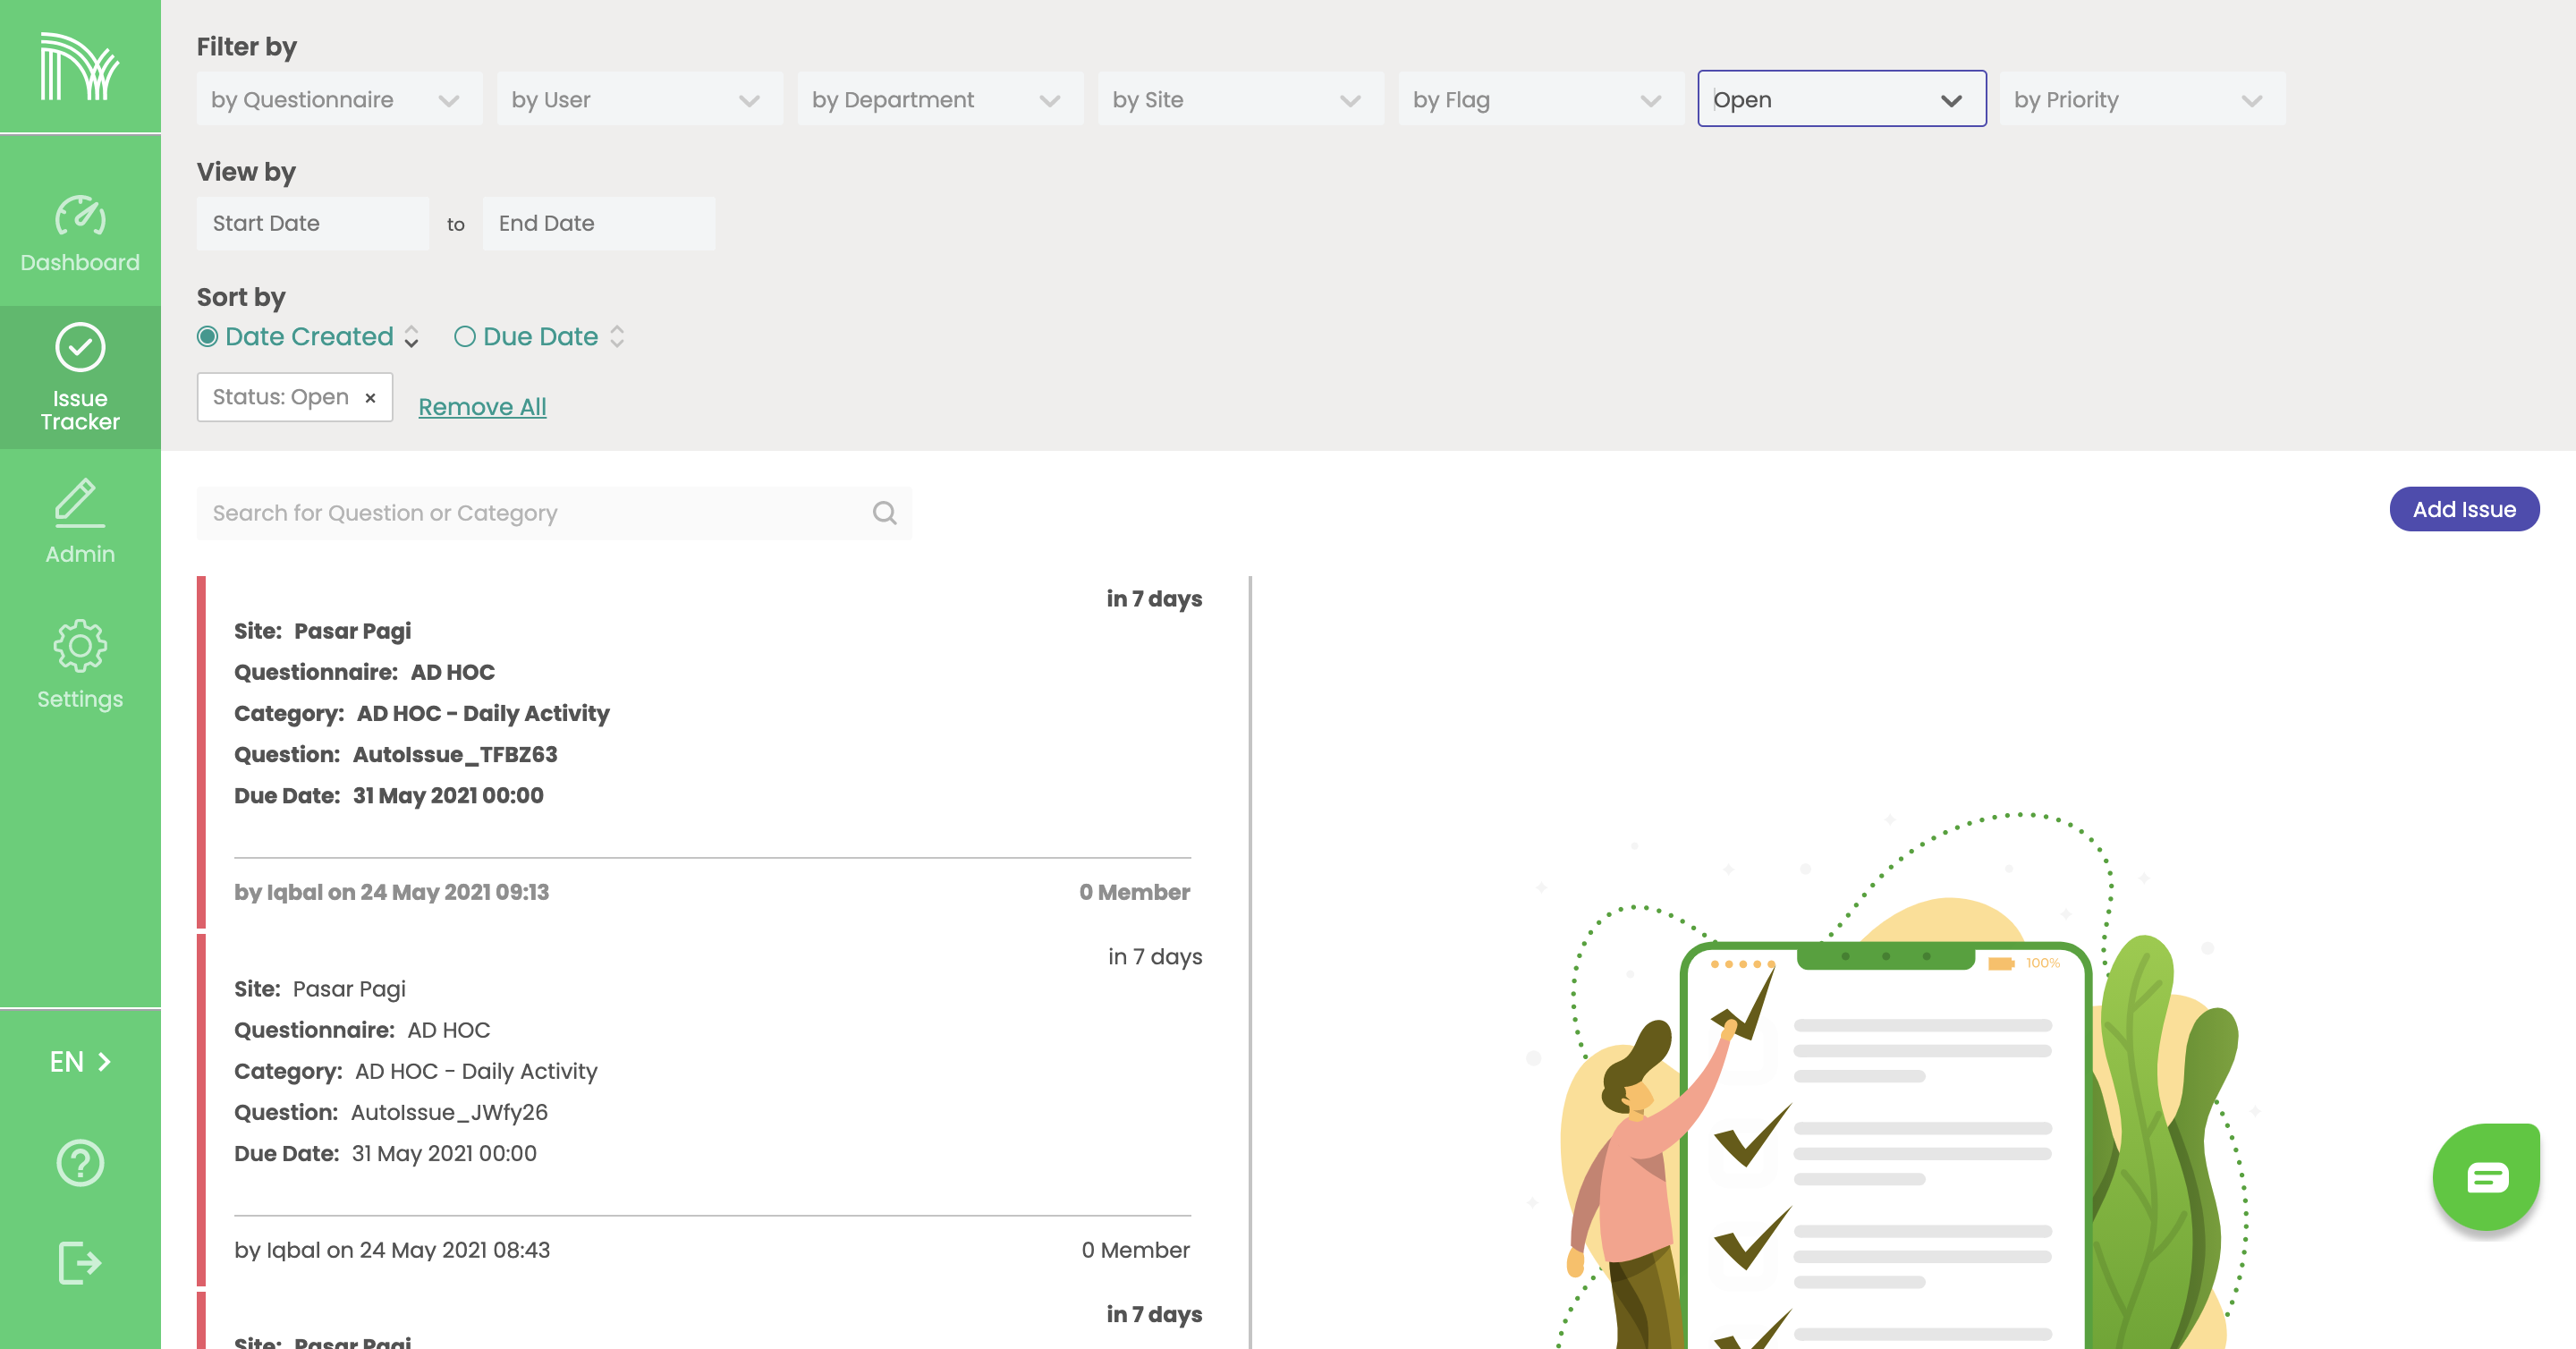 Filter by
by Questionnaire by User by Department by Site by Flag Open by Priority
View by
Start Date to End Date
Sort by
Date Created Due Date
Status: Open ×
Remove All
Dashboard
Issue
Tracker
Admin
Settings
EN
Search for Question or Category
Add Issue
in 7 days
Site: Pasar Pagi
Questionnaire: AD HOC
Category: AD HOC - Daily Activity
Question: AutoIssue_TFBZ63
Due Date: 31 May 2021 00:00
by Iqbal on 24 May 2021 09:13 0 Member
in 7 days
Site: Pasar Pagi
Questionnaire: AD HOC
Category: AD HOC - Daily Activity
Question: AutoIssue_JWfy26
Due Date: 31 May 2021 00:00
by Iqbal on 24 May 2021 08:43 0 Member
in 7 days
Site: Pasar Pagi
100%